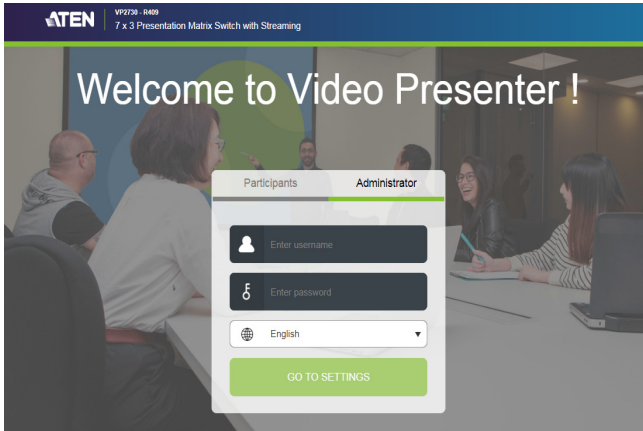 ATEN
VP2730 - R409
7 x 3 Presentation Matrix Switch with Streaming
Welcome to Video Presenter !
Participants
Administrator
Enter username
Enter password
English
GO TO SETTINGS